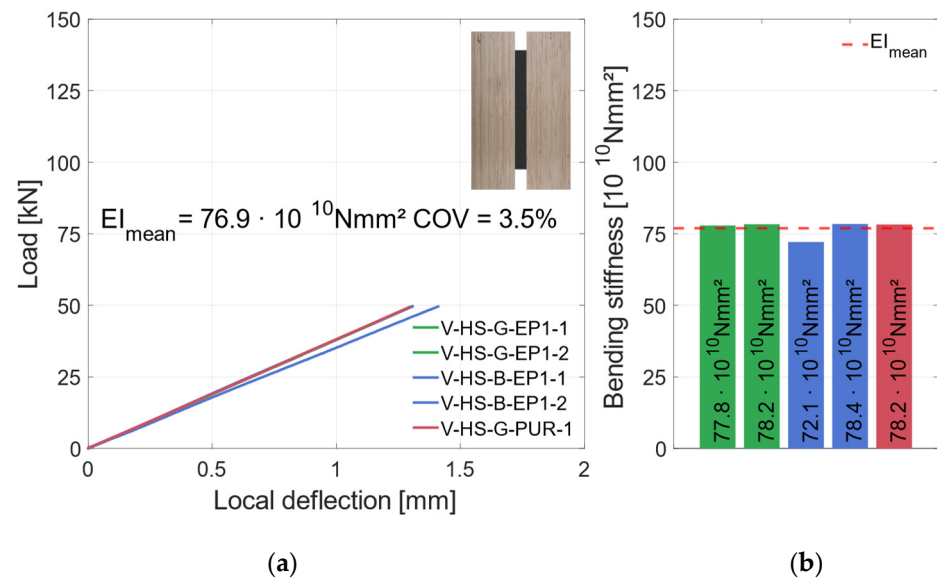 150
125
100
75
50
25
0
Load [kN]
EImean = 76.9 · 10 10Nmm² COV = 3.5%
V-HS-G-EP1-1
V-HS-G-EP1-2
V-HS-B-EP1-1
V-HS-B-EP1-2
V-HS-G-PUR-1
0 0.5 1 1.5 2
Local deflection [mm]
(a)
150
125
100
75
50
25
0
Bending stiffness [10 10Nmm²]
EImean
77.8 · 10 10Nmm²
78.2 · 10 10Nmm²
72.1 · 10 10Nmm²
78.4 · 10 10Nmm²
78.2 · 10 10Nmm²
(b)